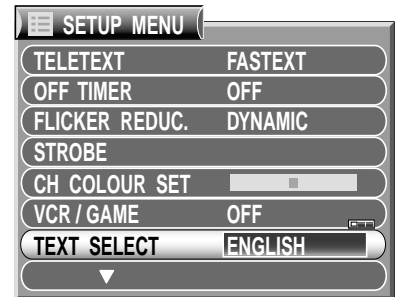 SETUP MENU
TELETEXT FASTEXT
OFF TIMER OFF
FLICKER REDUC. DYNAMIC
STROBE
CH COLOUR SET
VCR / GAME OFF
TEXT SELECT ENGLISH